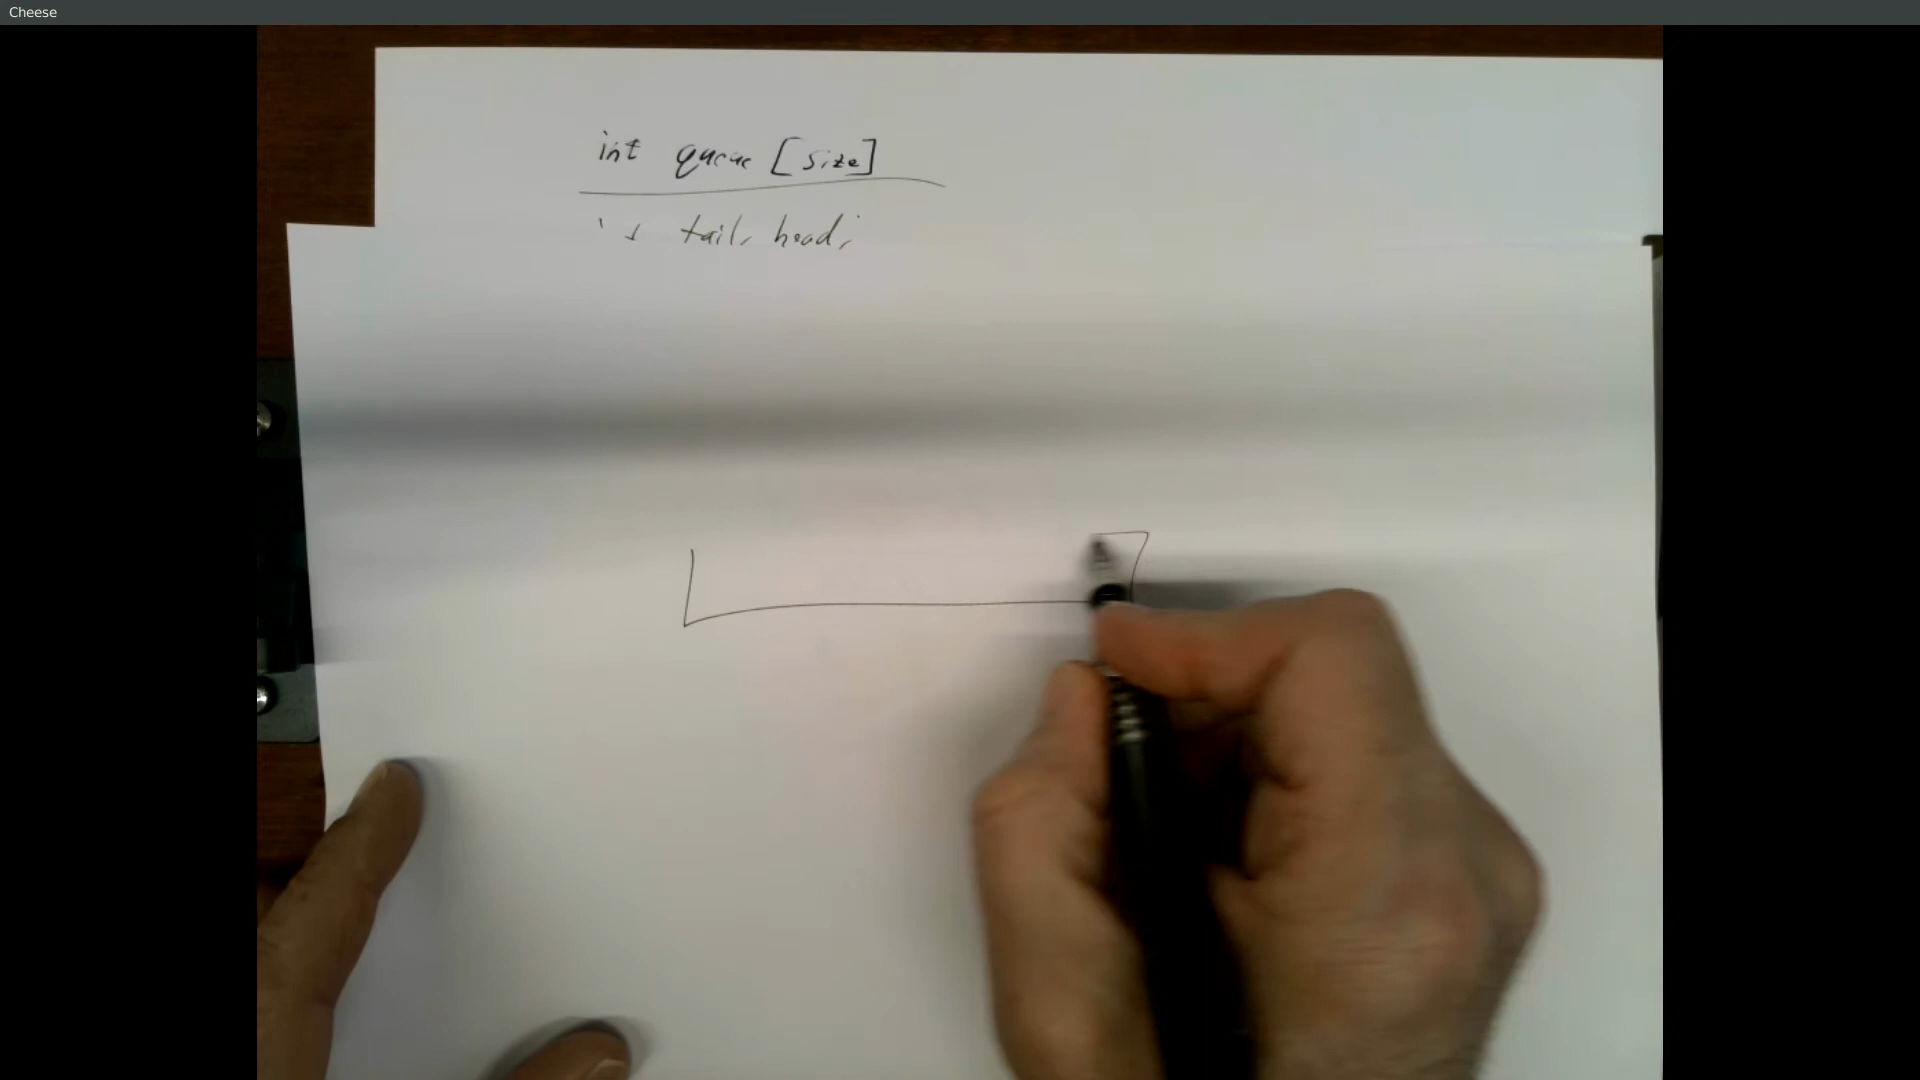 Cheese
int queue [size]
tail, head;